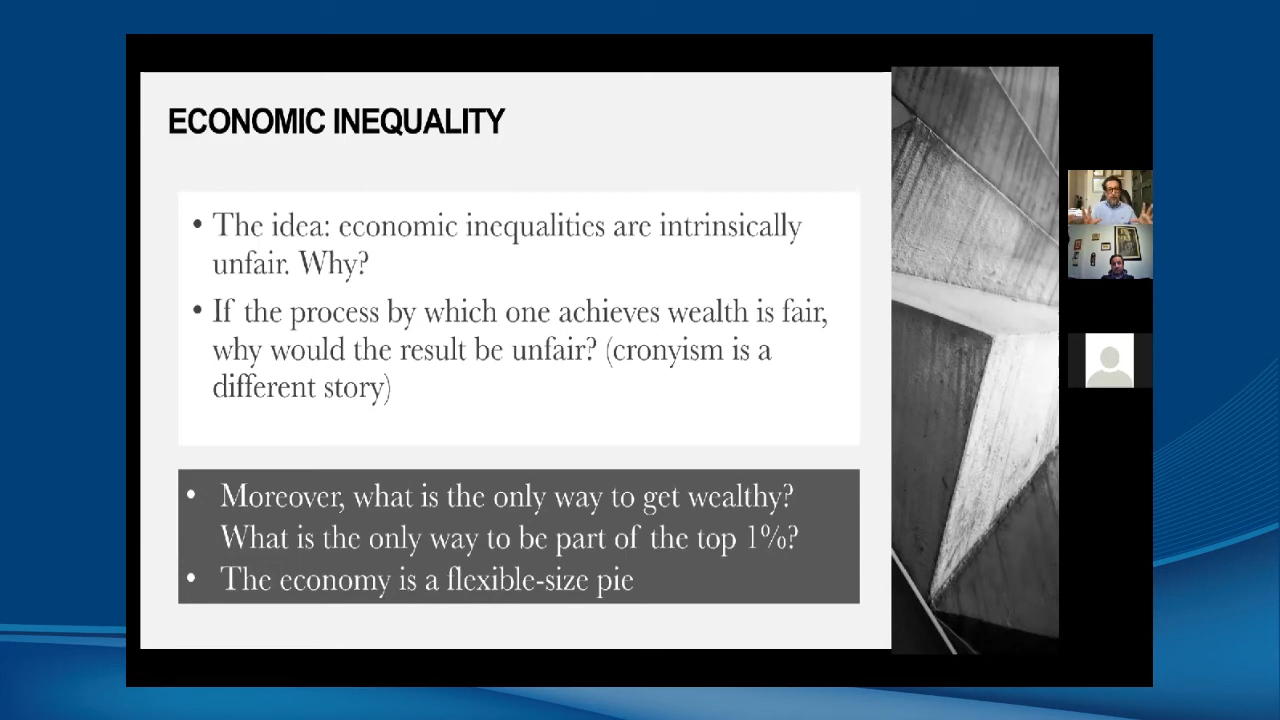 ECONOMIC INEQUALITY
• The idea: economic inequalities are intrinsically
unfair. Why?
• If the process by which one achieves wealth is fair,
why would the result be unfair? (cronyism is a
different story)
• Moreover, what is the only way to get wealthy?
What is the only way to be part of the top 1%?
• The economy is a flexible-size pie